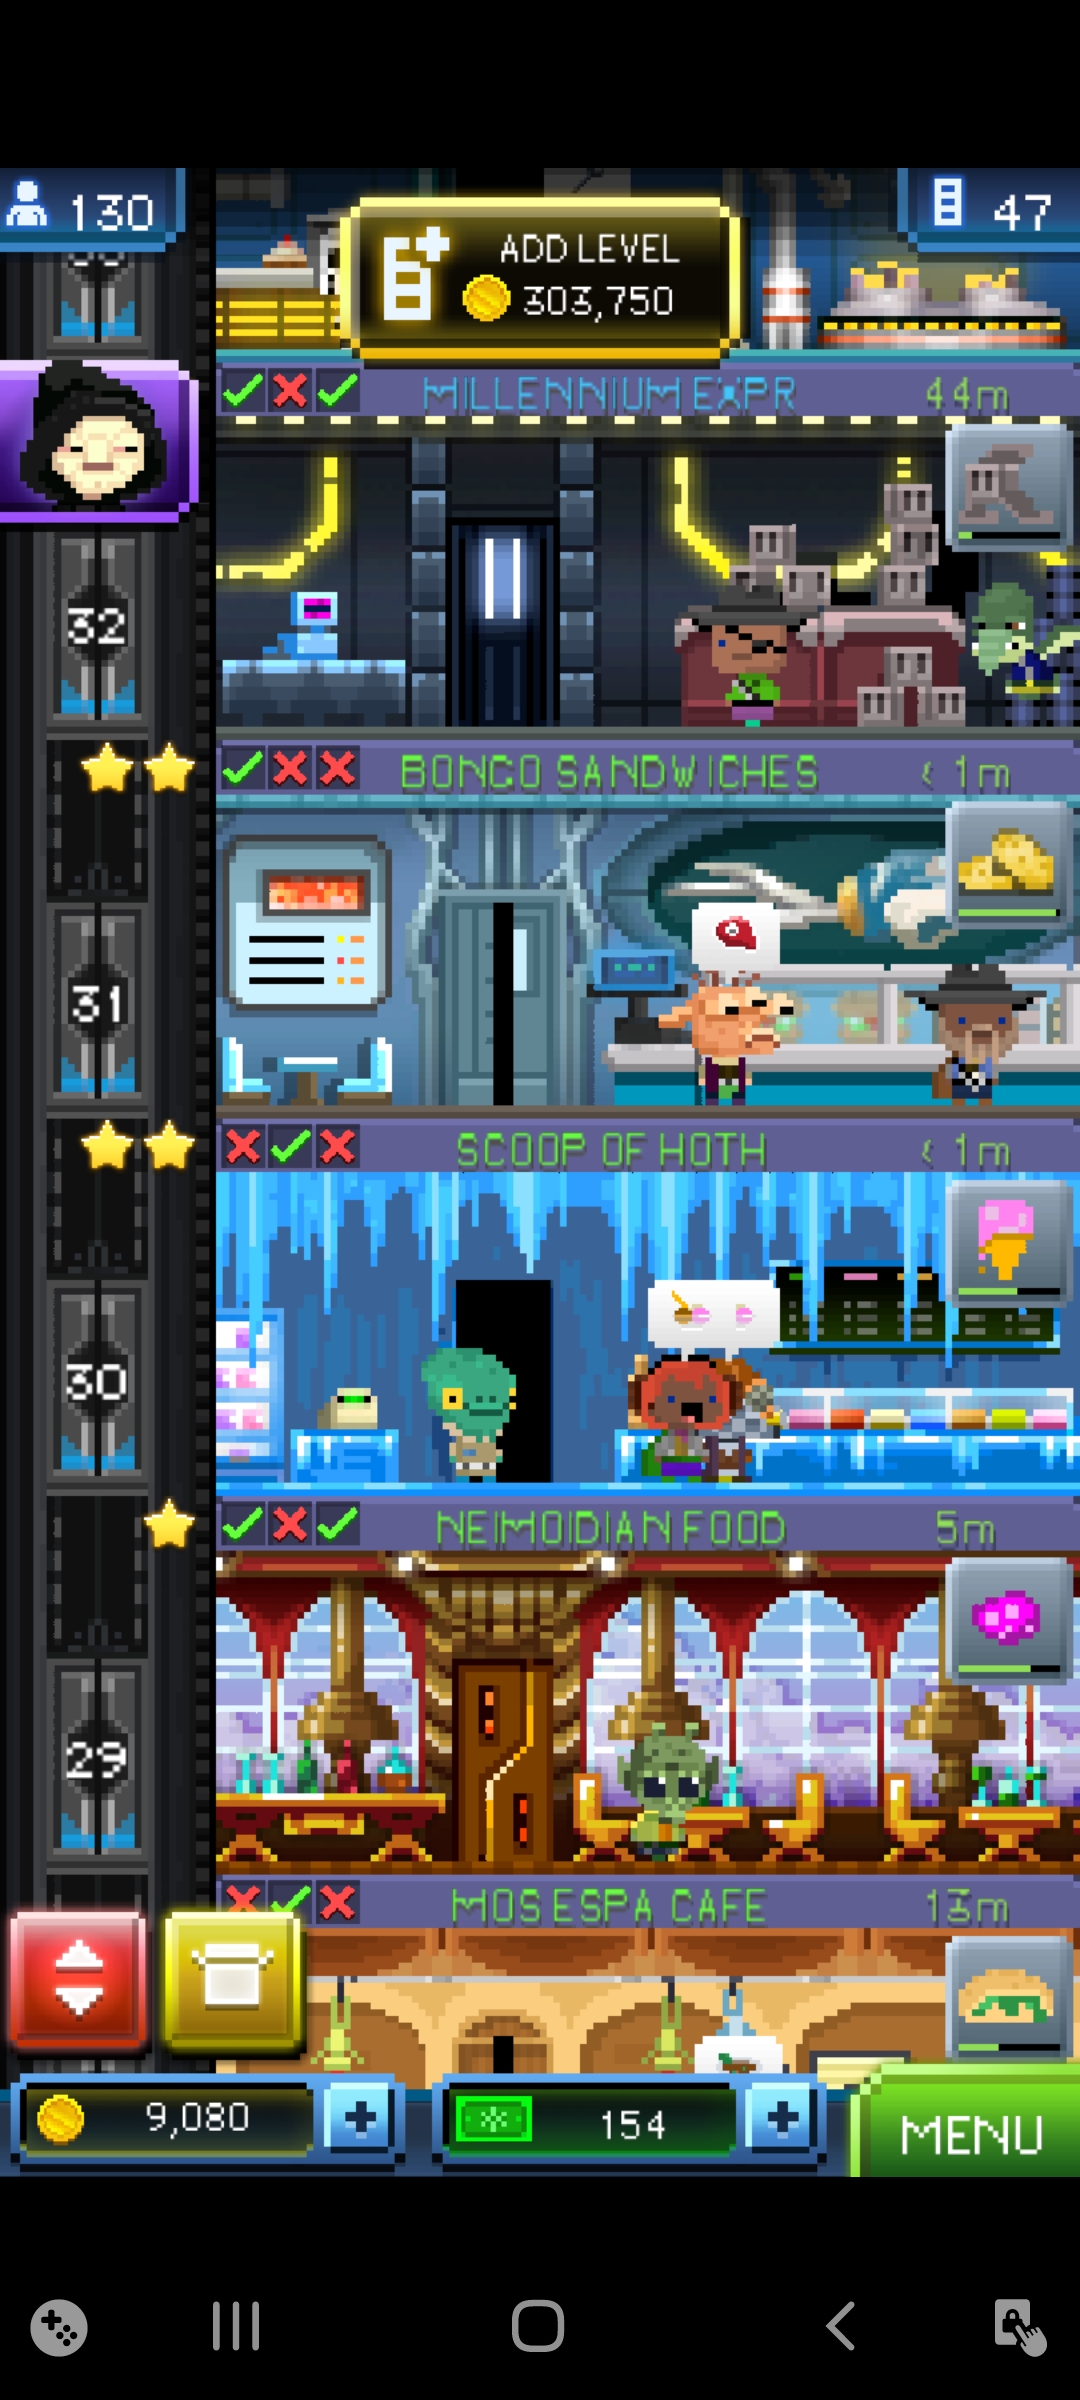 130
ADD LEVEL
303,750
47
MILLENNIUM EXPR
44m
32
BONGO SANDWICHES
< 1m
31
SCOOP OF HOTH
< 1m
30
NEIMOIDIAN FOOD
5m
29
MOS ESPA CAFE
13m
9,080
154
MENU